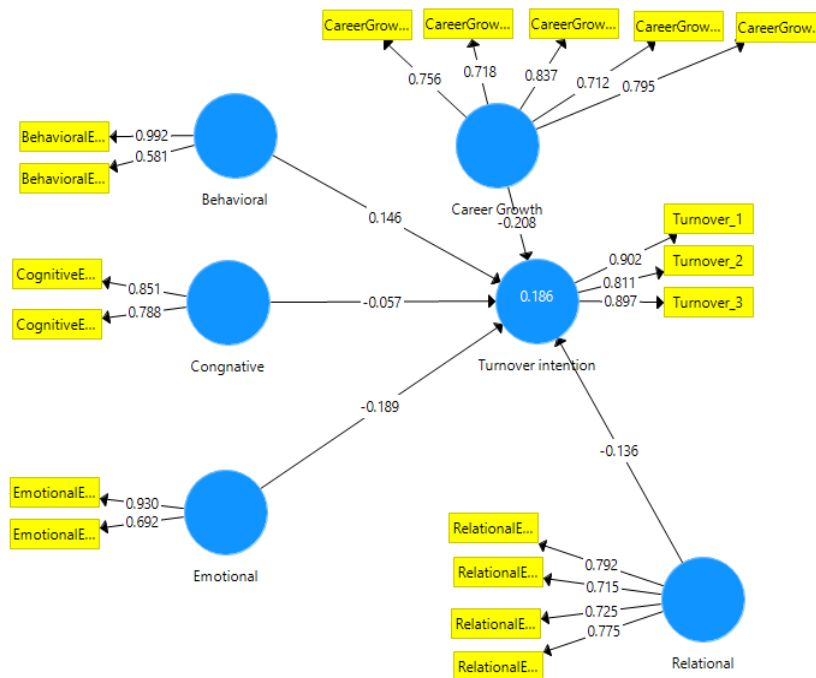 CareerGrow...
CareerGrow...
CareerGrow...
CareerGrow...
CareerGrow...
0.756
0.718
0.837
0.712
0.795
BehavioralE...
BehavioralE...
0.992
0.581
Behavioral
Career Growth
0.146
-0.208
Turnover_1
Turnover_2
Turnover_3
0.902
0.811
0.897
CognitiveE...
CognitiveE...
0.851
0.788
Congnative
-0.057
0.186
Turnover intention
-0.189
-0.136
EmotionalE...
EmotionalE...
0.930
0.692
Emotional
RelationalE...
RelationalE...
RelationalE...
RelationalE...
0.792
0.715
0.725
0.775
Relational